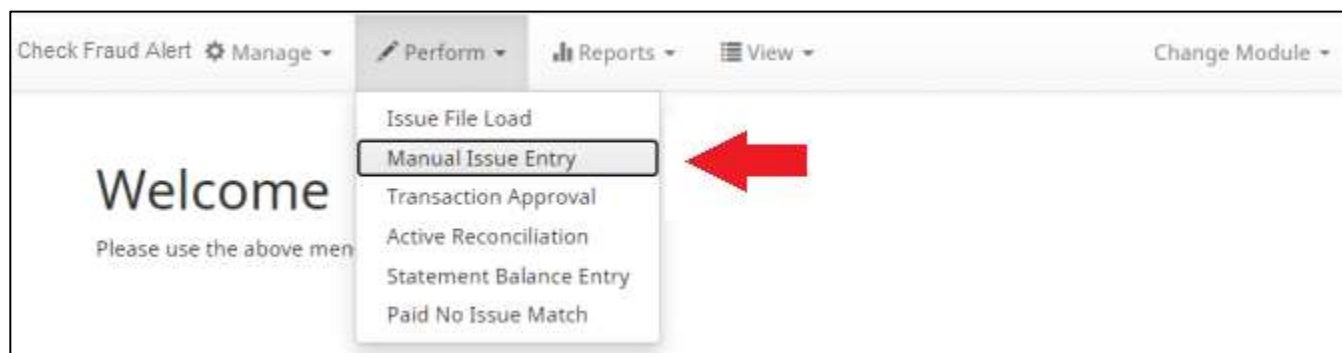 Check Fraud Alert Manage Perform Reports View Change Module
Issue File Load
Manual Issue Entry
Welcome
Transaction Approval
Please use the above men
Active Reconciliation
Statement Balance Entry
Paid No Issue Match